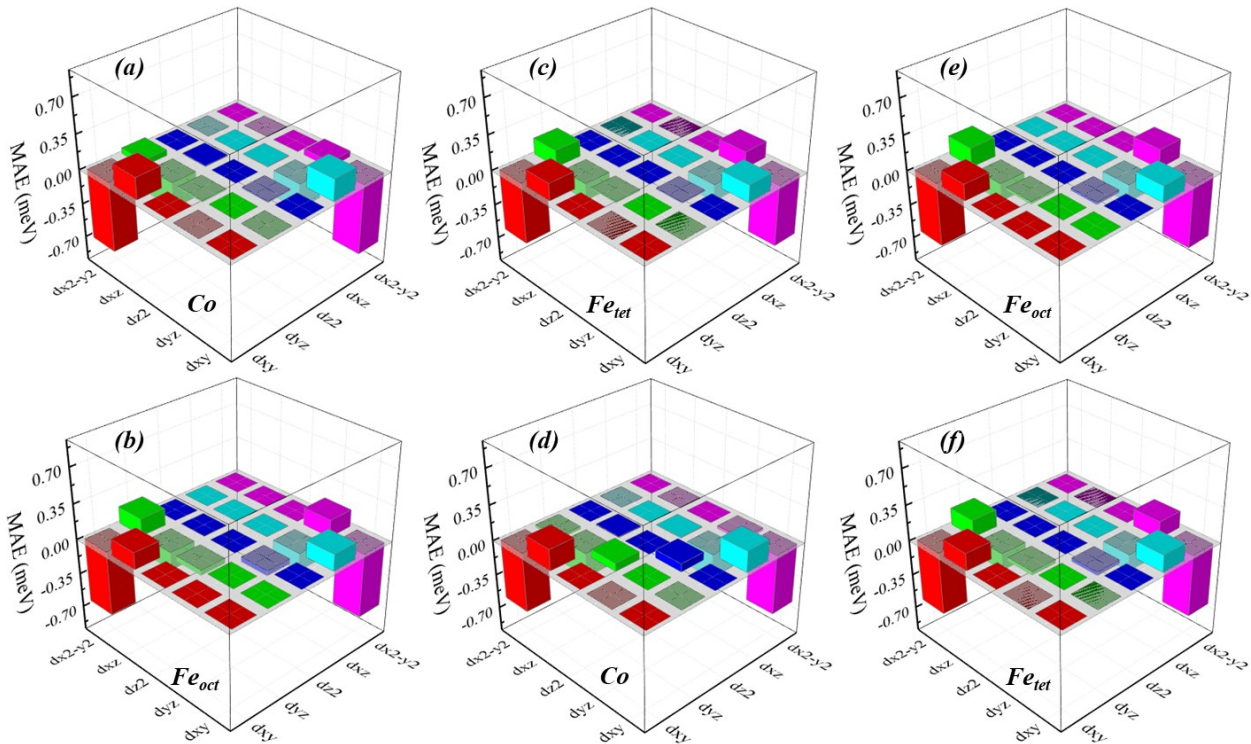 (a)
MAE (meV)
0.70
0.35
0.00
-0.35
-0.70
dx2-y2
dxz
dz2
dyz
dxy
dxy
dyz
dz2
dxz
dx2-y2
Co
(c)
MAE (meV)
0.70
0.35
0.00
-0.35
-0.70
dx2-y2
dxz
dz2
dyz
dxy
dxy
dyz
dz2
dxz
dx2-y2
Fetet
(e)
MAE (meV)
0.70
0.35
0.00
-0.35
-0.70
dx2-y2
dxz
dz2
dyz
dxy
dxy
dyz
dz2
dxz
dx2-y2
Feoct
(b)
MAE (meV)
0.70
0.35
0.00
-0.35
-0.70
dx2-y2
dxz
dz2
dyz
dxy
dxy
dyz
dz2
dxz
dx2-y2
Feoct
(d)
MAE (meV)
0.70
0.35
0.00
-0.35
-0.70
dx2-y2
dxz
dz2
dyz
dxy
dxy
dyz
dz2
dxz
dx2-y2
Co
(f)
MAE (meV)
0.70
0.35
0.00
-0.35
-0.70
dx2-y2
dxz
dz2
dyz
dxy
dxy
dyz
dz2
dxz
dx2-y2
Fetet